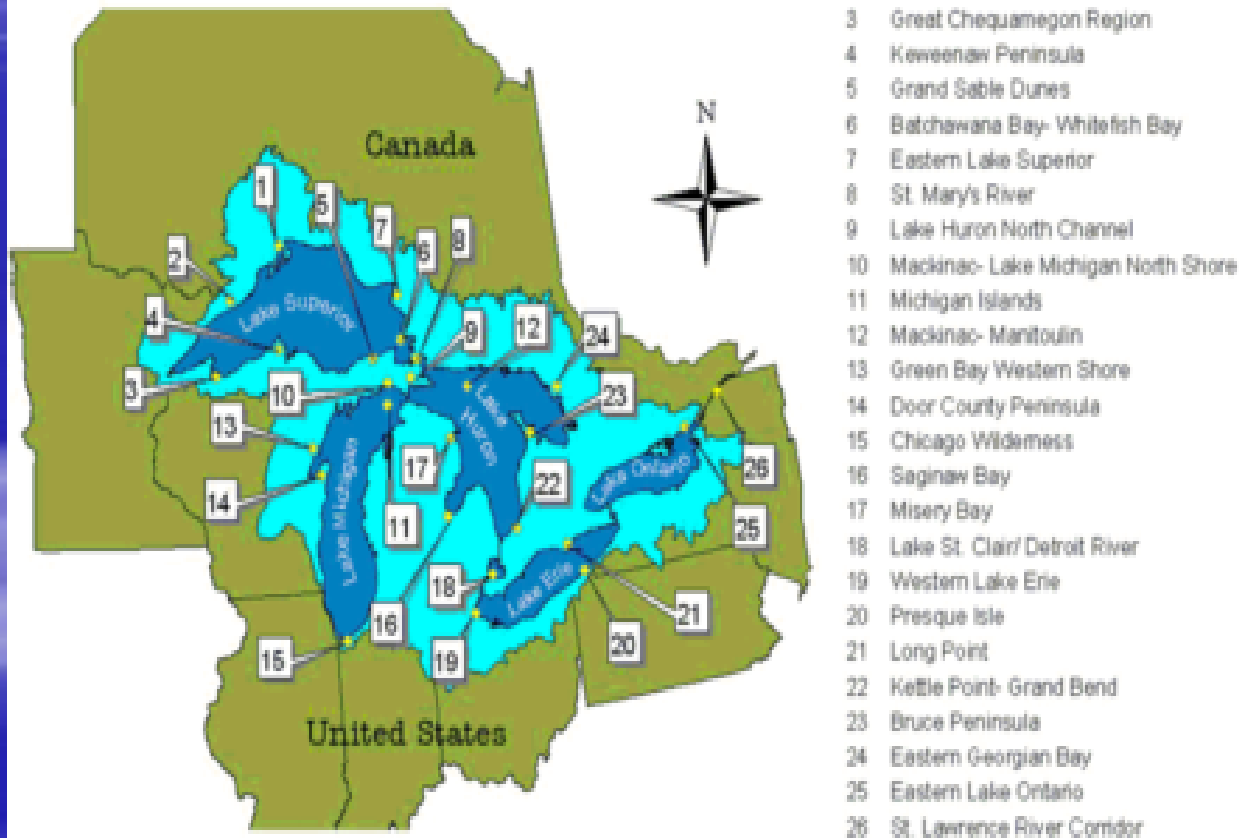 3 Great Chequamegon Region
4 Keweenaw Peninsula
5 Grand Sable Dunes
6 Batchawana Bay- Whitefish Bay
7 Eastern Lake Superior
8 St. Mary's River
9 Lake Huron North Channel
10 Mackinac- Lake Michigan North Shore
11 Michigan Islands
12 Mackinac- Manitoulin
13 Green Bay Western Shore
14 Door County Peninsula
15 Chicago Wilderness
16 Saginaw Bay
17 Misery Bay
18 Lake St. Clair/ Detroit River
19 Western Lake Erie
20 Presque Isle
21 Long Point
22 Kettle Point- Grand Bend
23 Bruce Peninsula
24 Eastern Georgian Bay
25 Eastern Lake Ontario
26 St. Lawrence River Corridor
N
Canada
1
5
7
6
8
2
Lake Superior
4
9
12
24
3
10
Lake Huron
23
13
17
Lake Ontario
26
14
Lake Michigan
11
22
25
18
Lake Erie
16
21
15
19
20
United States